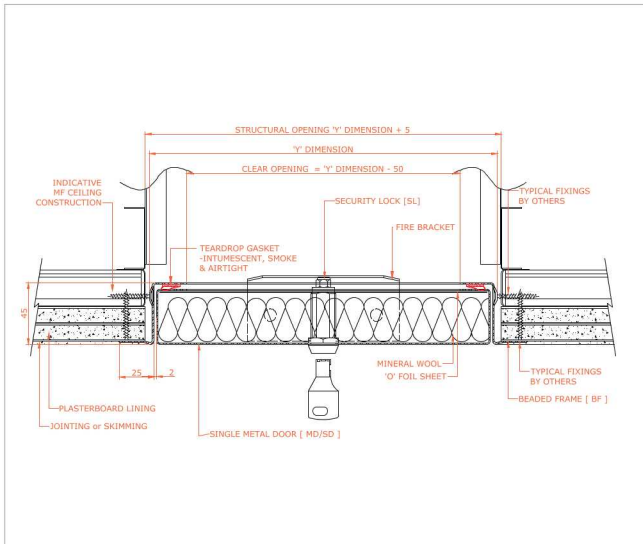 STRUCTURAL OPENING 'Y' DIMENSION + 5
'Y' DIMENSION
CLEAR OPENING = 'Y' DIMENSION - 50
INDICATIVE
MF CEILING
CONSTRUCTION
SECURITY LOCK [SL]
TYPICAL FIXINGS
BY OTHERS
FIRE BRACKET
TEARDROP GASKET
-INTUMESCENT, SMOKE
& AIRTIGHT
45
MINERAL WOOL
'O' FOIL SHEET
25
2
TYPICAL FIXINGS
BY OTHERS
BEADED FRAME [ BF ]
PLASTERBOARD LINING
JOINTING or SKIMMING
SINGLE METAL DOOR [ MD/SD ]